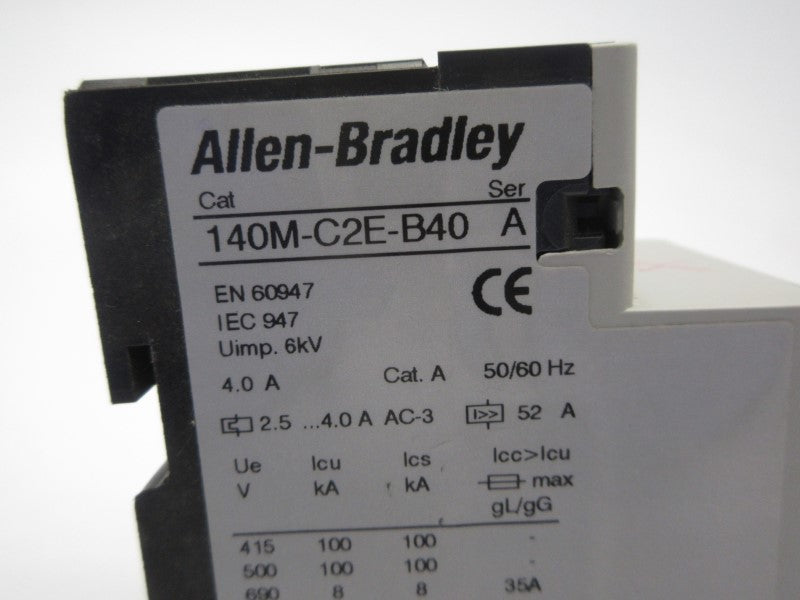 Allen-Bradley
Cat Ser
140M-C2E-B40 A
EN 60947
IEC 947
Uimp. 6kV
CE
4.0 A Cat. A 50/60 Hz
2.5 ...4.0 A AC-3 I>> 52 A
Ue Icu Ics Icc>Icu
V kA kA max
gL/gG
415 100 100 -
500 100 100 -
690 8 8 35A